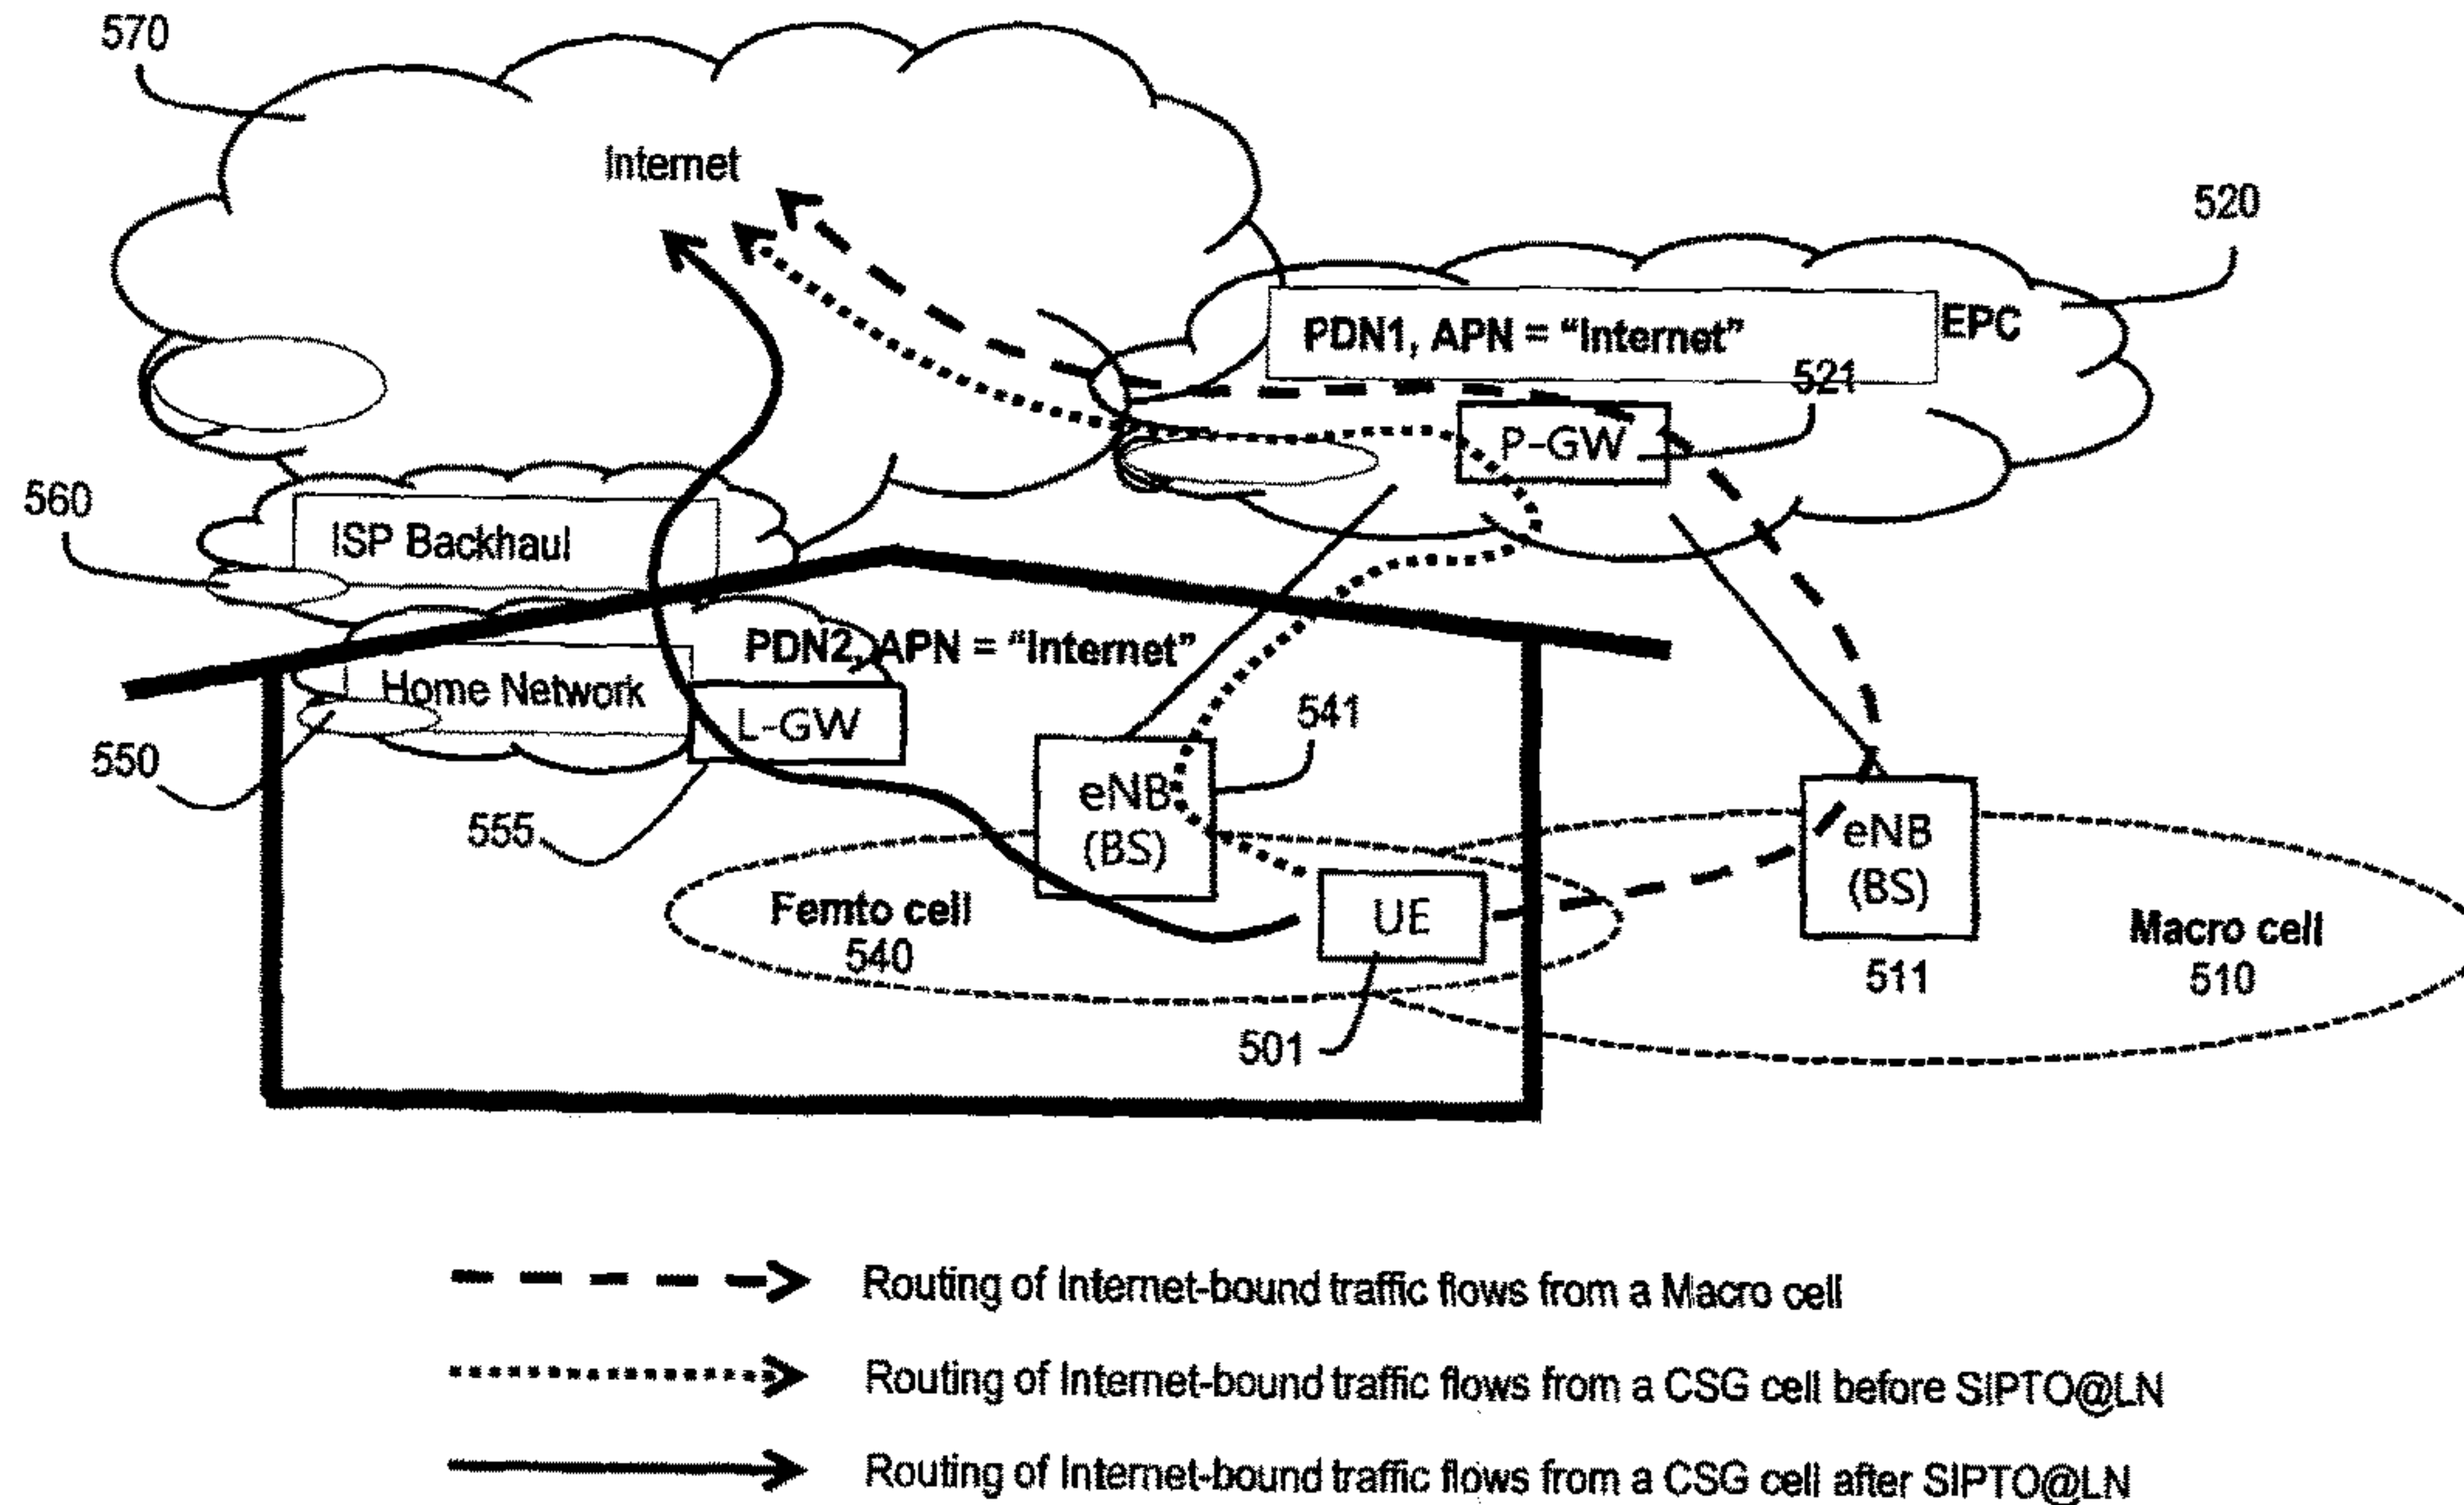 570
Internet
520
PDN1, APN = “Internet”
EPC
521
P-GW
560
ISP Backhaul
PDN2, APN = “Internet”
Home Network
L-GW
541
550
555
eNB
(BS)
eNB
(BS)
Femto cell
540
UE
Macro cell
510
511
501
Routing of Internet-bound traffic flows from a Macro cell
Routing of Internet-bound traffic flows from a CSG cell before SIPTO@LN
Routing of Internet-bound traffic flows from a CSG cell after SIPTO@LN